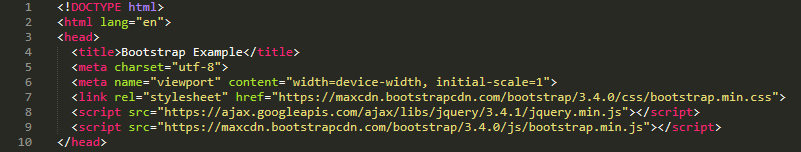 1 <!DOCTYPE html>
2 <html lang="en">
3 <head>
4   <title>Bootstrap Example</title>
5   <meta charset="utf-8">
6   <meta name="viewport" content="width=device-width, initial-scale=1">
7   <link rel="stylesheet" href="https://maxcdn.bootstrapcdn.com/bootstrap/3.4.0/css/bootstrap.min.css">
8   <script src="https://ajax.googleapis.com/ajax/libs/jquery/3.4.1/jquery.min.js"></script>
9   <script src="https://maxcdn.bootstrapcdn.com/bootstrap/3.4.0/js/bootstrap.min.js"></script>
10 </head>